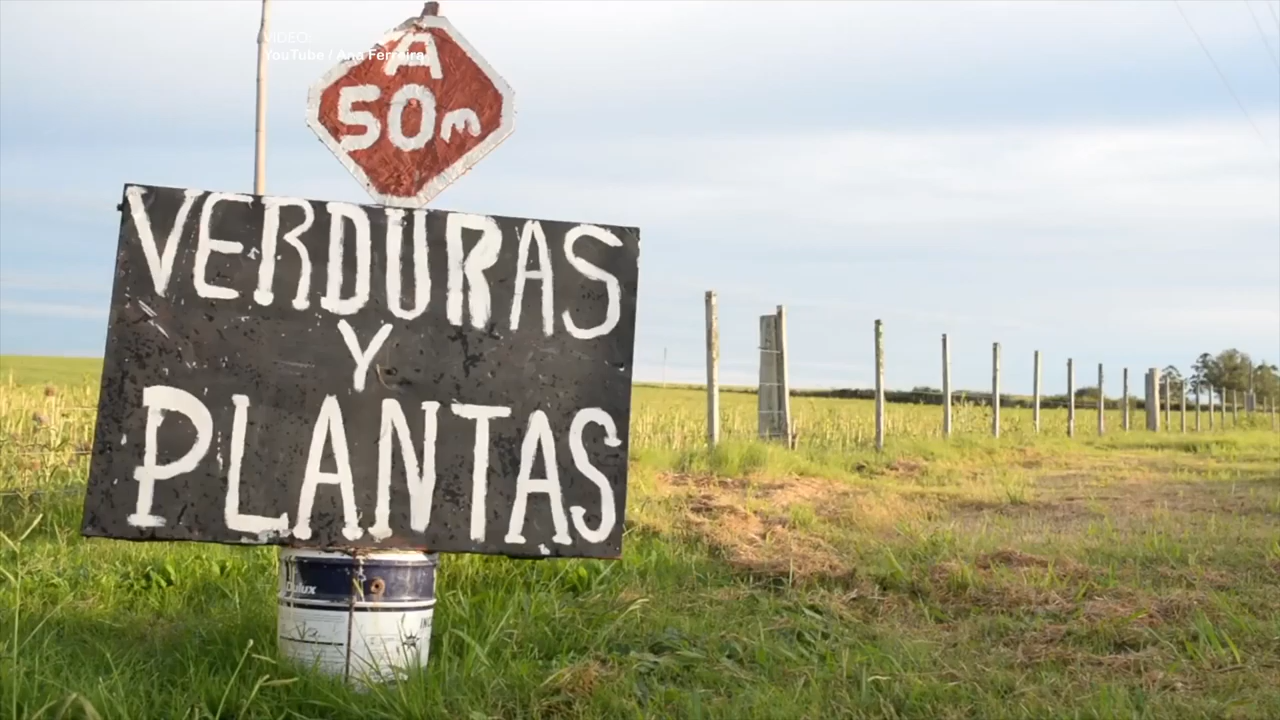 VIDEO:
YouTube / Ana Ferreira
A
50m
VERDURAS
Y
PLANTAS